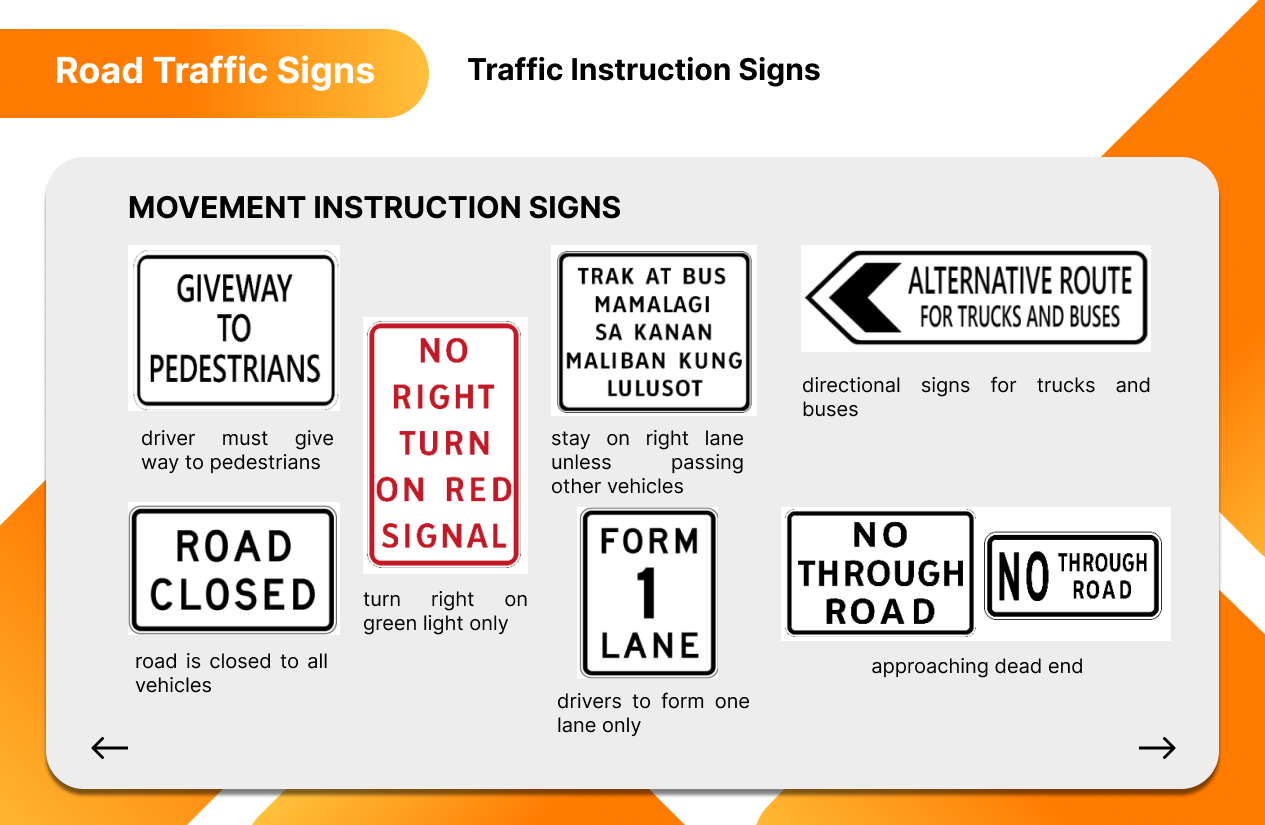 Road Traffic Signs
Traffic Instruction Signs
MOVEMENT INSTRUCTION SIGNS
GIVEWAY
TO
PEDESTRIANS
driver must give
way to pedestrians
ROAD
CLOSED
road is closed to all
vehicles
NO
RIGHT
TURN
ON RED
SIGNAL
turn right on
green light only
TRAK AT BUS
MAMALAGI
SA KANAN
MALIBAN KUNG
LULUSOT
stay on right lane
unless passing
other vehicles
FORM
1
LANE
drivers to form one
lane only
ALTERNATIVE ROUTE
FOR TRUCKS AND BUSES
directional signs for trucks and
buses
NO
THROUGH
ROAD
NO THROUGH
ROAD
approaching dead end